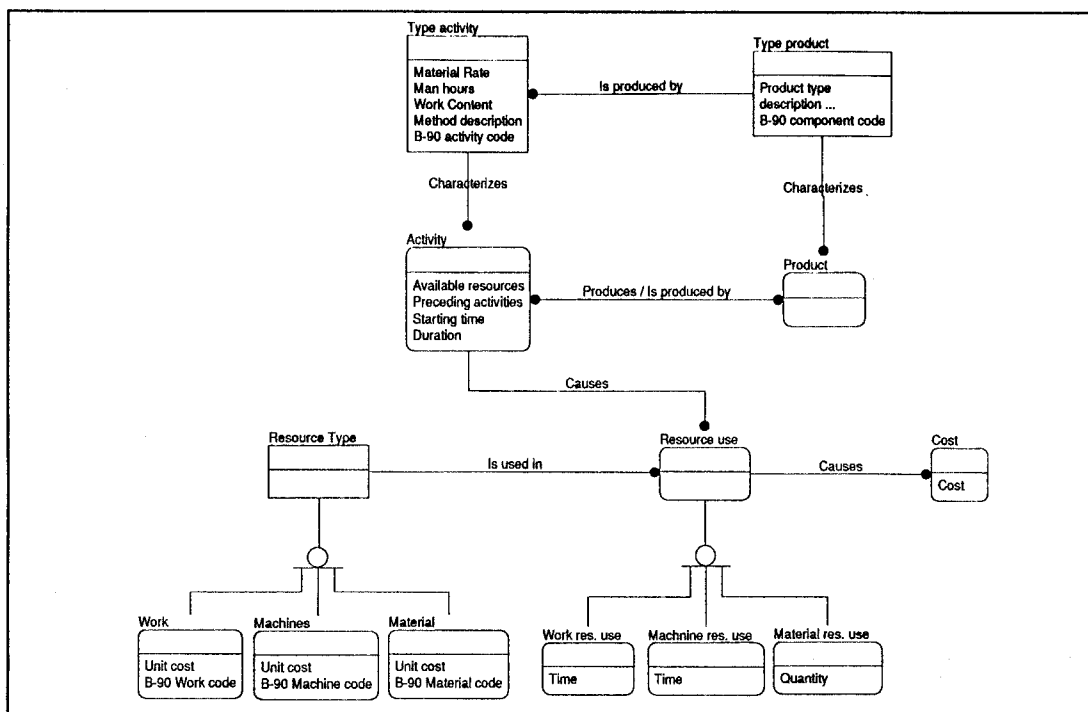 Type activity
Material Rate
Man hours
Work Content
Method description
B-90 activity code
Is produced by
Type product
Product type
description ...
B-90 component code
Characterizes
Characterizes
Activity
Available resources
Preceding activities
Starting time
Duration
Produces / Is produced by
Product
Causes
Resource Type
Is used in
Resource use
Causes
Cost
Cost
Work
Unit cost
B-90 Work code
Machines
Unit cost
B-90 Machine code
Material
Unit cost
B-90 Material code
Work res. use
Time
Machnine res. use
Time
Material res. use
Quantity